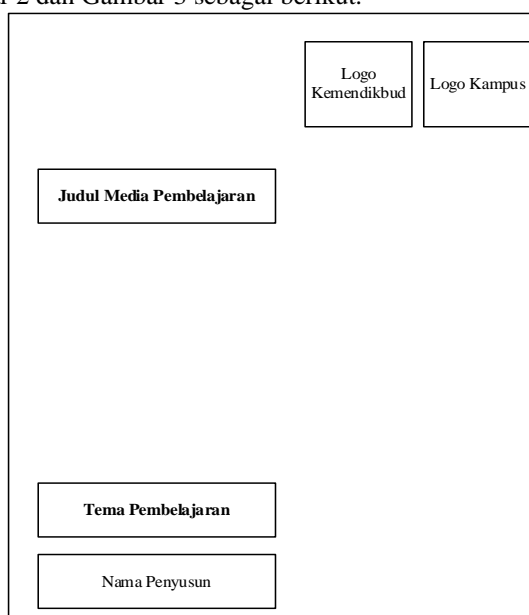 2 dan Gambar 3 sebagai berikut.
Logo
Kemendikbud
Logo Kampus
Judul Media Pembelajaran
Tema Pembelajaran
Nama Penyusun